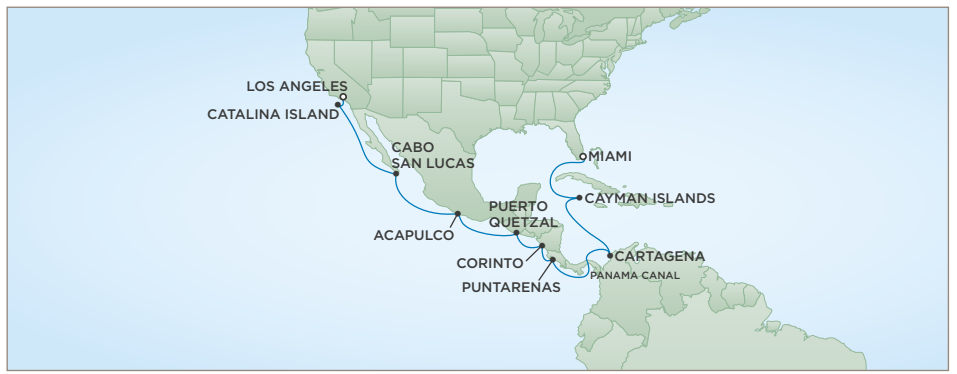 LOS ANGELES
CATALINA ISLAND
CABO
SAN LUCAS
MIAMI
CAYMAN ISLANDS
PUERTO
QUETZAL
ACAPULCO
CARTAGENA
CORINTO
PANAMA CANAL
PUNTARENAS